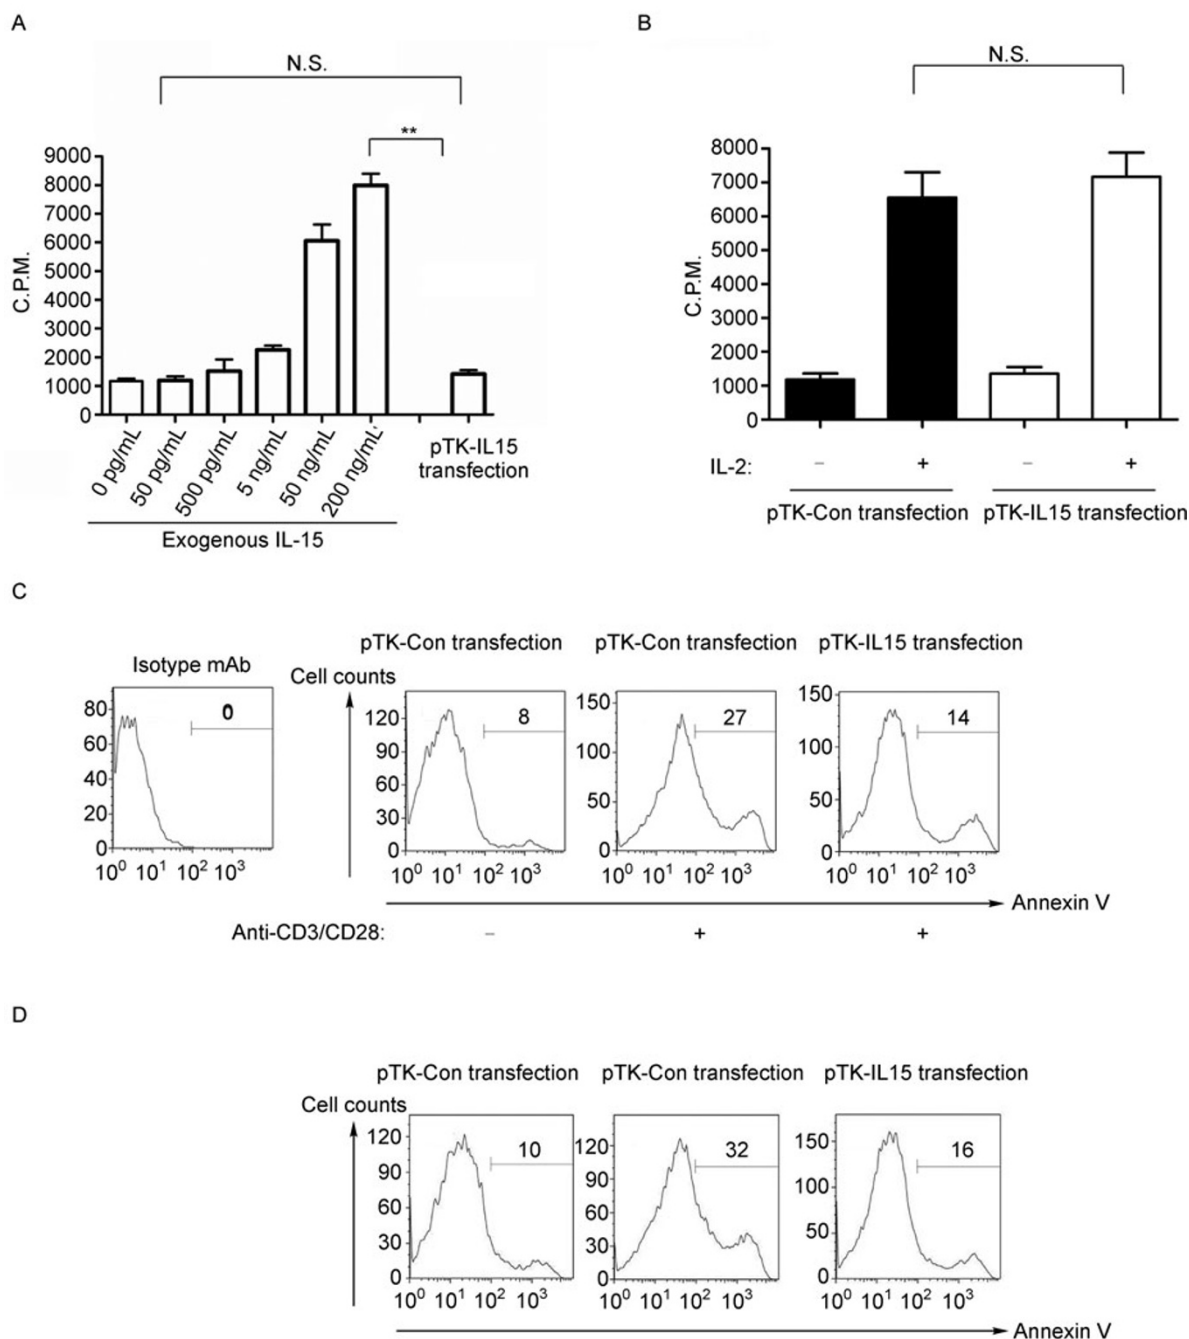 A
N.S.
**
C.P.M.
9000
8000
7000
6000
5000
4000
3000
2000
1000
0
0 pg/mL
50 pg/mL
500 pg/mL
5 ng/mL
50 ng/mL
200 ng/mL
Exogenous IL-15
pTK-IL15
transfection
B
N.S.
C.P.M.
8000
7000
6000
5000
4000
3000
2000
1000
0
IL-2: − + − +
pTK-Con transfection pTK-IL15 transfection
C
Isotype mAb
80
60
40
20
0
0
10⁰ 10¹ 10² 10³
Cell counts
pTK-Con transfection
120
90
60
30
0
8
10⁰ 10¹ 10² 10³
pTK-Con transfection
150
100
50
0
27
10⁰ 10¹ 10² 10³
pTK-IL15 transfection
150
100
50
0
14
10⁰ 10¹ 10² 10³
Annexin V
Anti-CD3/CD28: − + +
D
Cell counts
pTK-Con transfection
120
90
60
30
0
10
10⁰ 10¹ 10² 10³
pTK-Con transfection
120
90
60
30
0
32
10⁰ 10¹ 10² 10³
pTK-IL15 transfection
150
100
50
0
16
10⁰ 10¹ 10² 10³
Annexin V